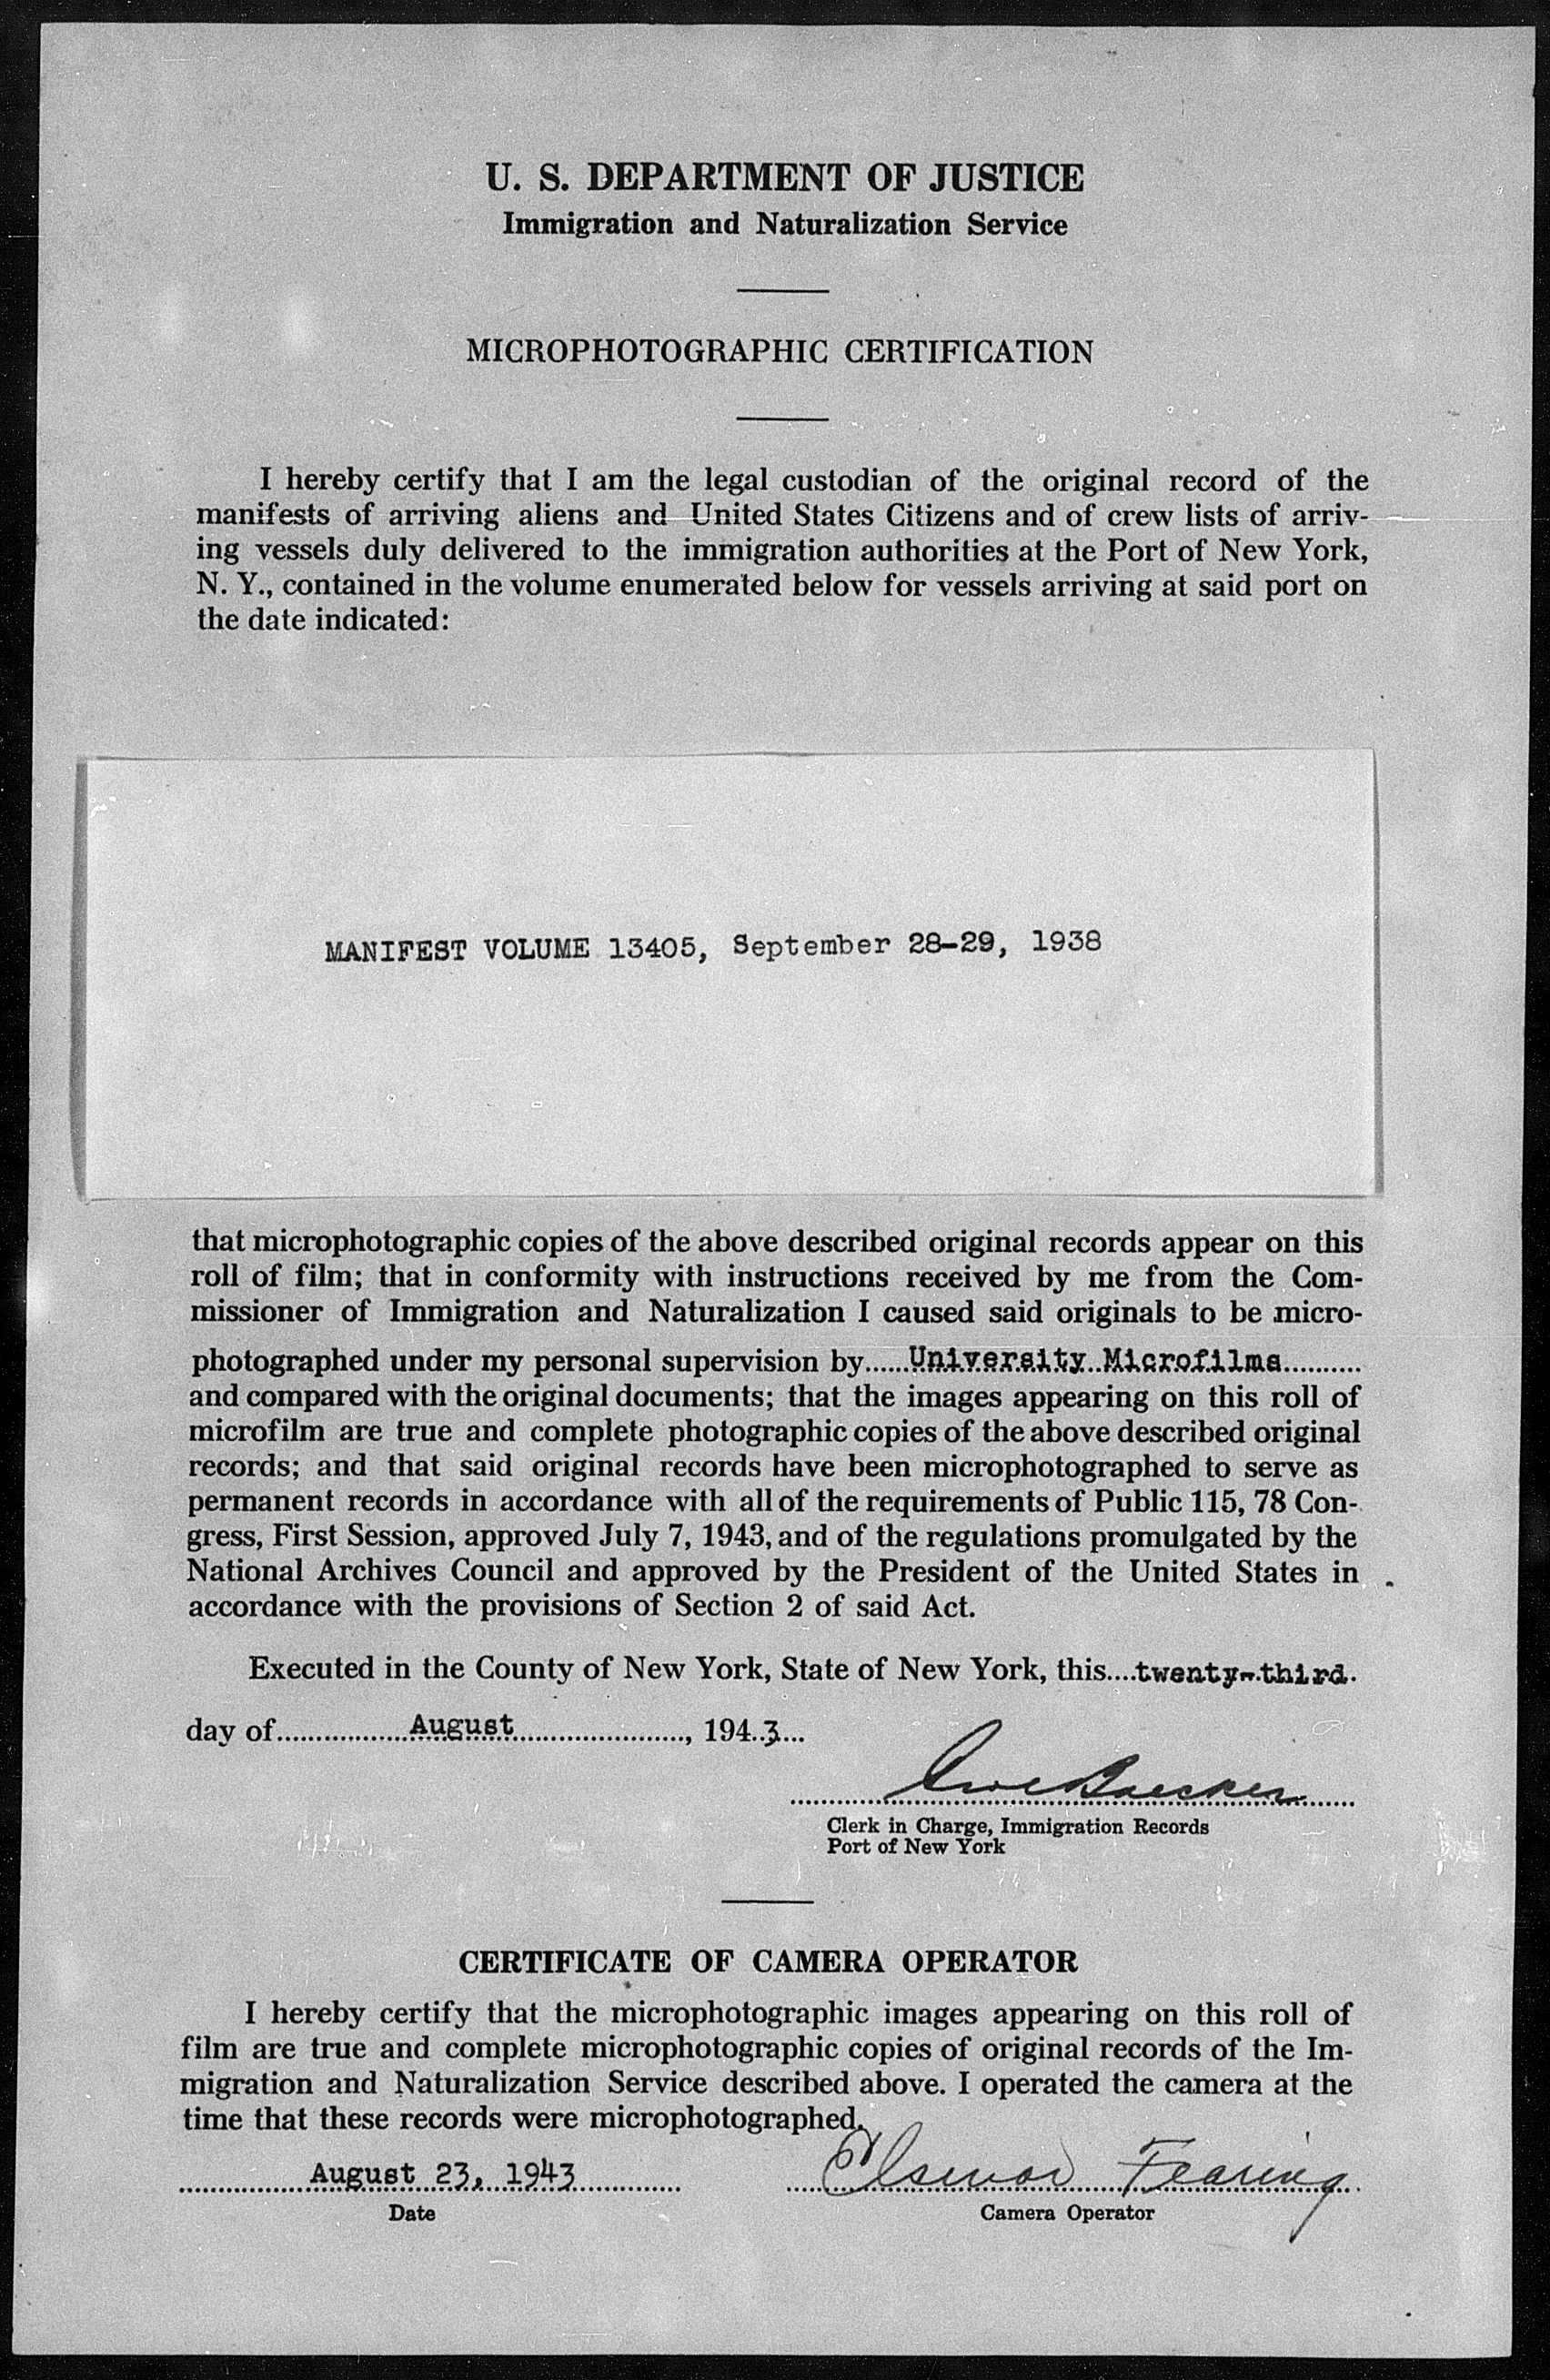 U. S. DEPARTMENT OF JUSTICE
Immigration and Naturalization Service
MICROPHOTOGRAPHIC CERTIFICATION
I hereby certify that I am the legal custodian of the original record of the
manifests of arriving aliens and United States Citizens and of crew lists of arriv-
ing vessels duly delivered to the immigration authorities at the Port of New York,
N. Y., contained in the volume enumerated below for vessels arriving at said port on
the date indicated:
MANIFEST VOLUME 13405, September 28-29, 1938
that microphotographic copies of the above described original records appear on this
roll of film; that in conformity with instructions received by me from the Com-
missioner of Immigration and Naturalization I caused said originals to be micro-
photographed under my personal supervision by......University Microfilms..........
and compared with the original documents; that the images appearing on this roll of
microfilm are true and complete photographic copies of the above described original
records; and that said original records have been microphotographed to serve as
permanent records in accordance with all of the requirements of Public 115, 78 Con-
gress, First Session, approved July 7, 1943, and of the regulations promulgated by the
National Archives Council and approved by the President of the United States in
accordance with the provisions of Section 2 of said Act.
Executed in the County of New York, State of New York, this....twenty-third.
day of.................August......................, 194..3...
Clerk in Charge, Immigration Records
Port of New York
CERTIFICATE OF CAMERA OPERATOR
I hereby certify that the microphotographic images appearing on this roll of
film are true and complete microphotographic copies of original records of the Im-
migration and Naturalization Service described above. I operated the camera at the
time that these records were microphotographed.
August 23, 1943
Fearing
Date
Camera Operator